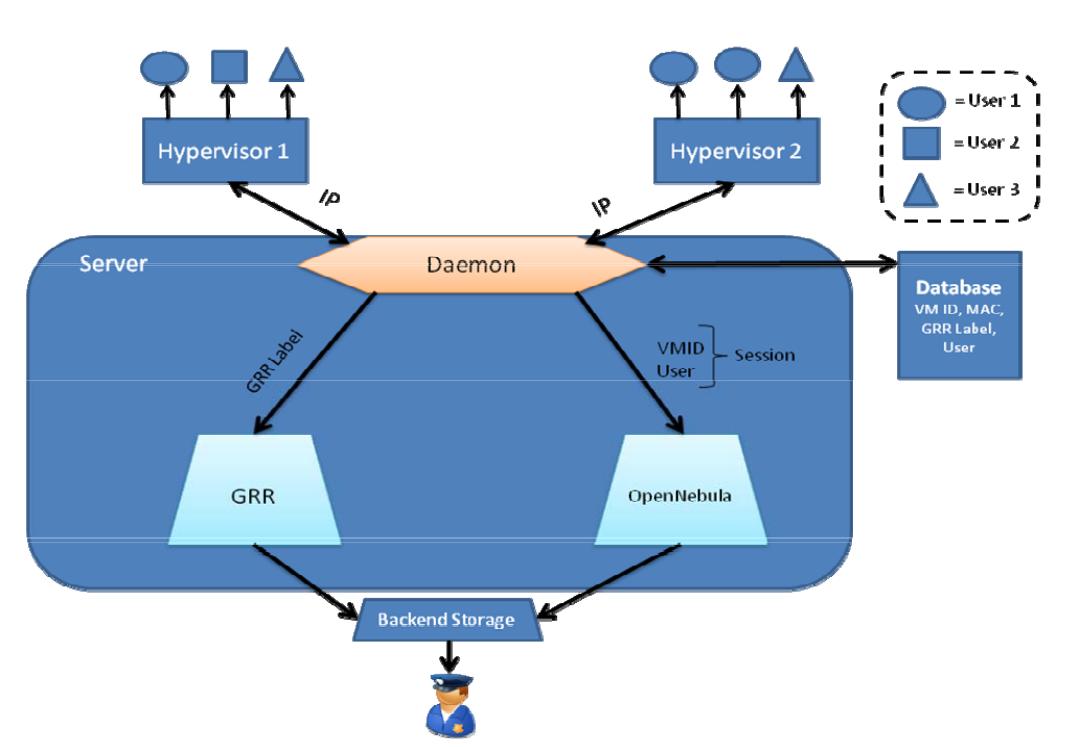 Hypervisor 1
Hypervisor 2
= User 1
= User 2
= User 3
IP
IP
Server
Daemon
Database
VM ID, MAC,
GRR Label,
User
GRR Label
VMID
User
Session
GRR
OpenNebula
Backend Storage